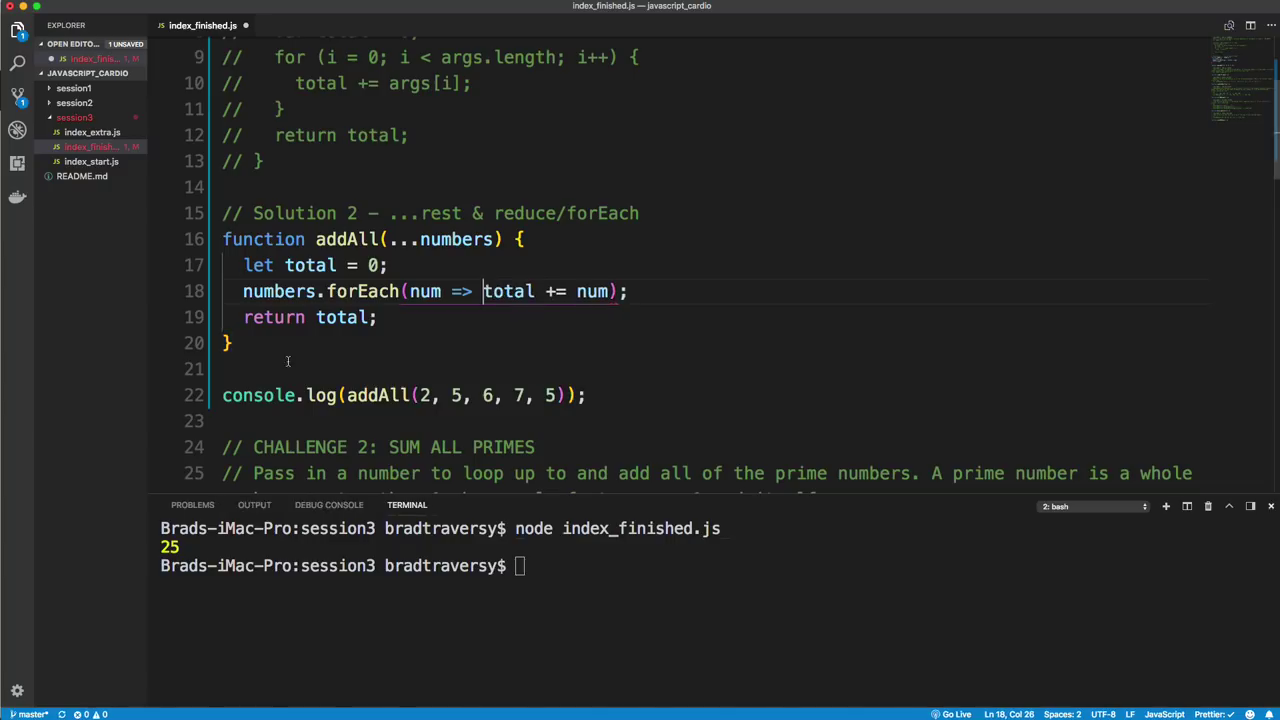 index_finished.js — javascript_cardio
EXPLORER
index_finished.js
OPEN EDITO... 1 UNSAVED
index_finis... 1, M
JAVASCRIPT_CARDIO
session1
session2
session3
index_extra.js
index_finish... 1, M
index_start.js
README.md
1
1
9 // for (i = 0; i < args.length; i++) {
10 // total += args[i];
11 // }
12 // return total;
13 // }
14
15 // Solution 2 - ...rest & reduce/forEach
16 function addAll(...numbers) {
17 let total = 0;
18 numbers.forEach(num => total += num);
19 return total;
20 }
21
22 console.log(addAll(2, 5, 6, 7, 5));
23
24 // CHALLENGE 2: SUM ALL PRIMES
25 // Pass in a number to loop up to and add all of the prime numbers. A prime number is a whole
PROBLEMS OUTPUT DEBUG CONSOLE TERMINAL 2: bash
Brads-iMac-Pro:session3 bradtraversy$ node index_finished.js
25
Brads-iMac-Pro:session3 bradtraversy$
master* 0 0 Go Live Ln 18, Col 26 Spaces: 2 UTF-8 LF JavaScript Prettier: ✓